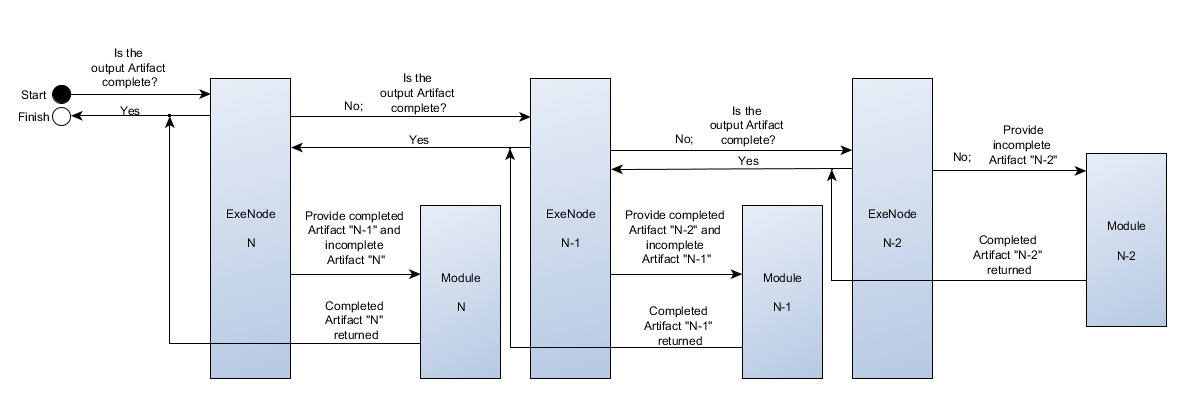 Is the
output Artifact
complete?
Start
Finish
Yes
ExeNode
N
Is the
output Artifact
No; complete?
Yes
Provide completed
Artifact "N-1" and
incomplete
Artifact "N"
Module
N
Completed
Artifact "N"
returned
ExeNode
N-1
Is the
output Artifact
No; complete?
Yes
Provide completed
Artifact "N-2" and
incomplete
Artifact "N-1"
Module
N-1
Completed
Artifact "N-1"
returned
ExeNode
N-2
Provide
incomplete
No; Artifact "N-2"
Module
N-2
Completed
Artifact "N-2"
returned